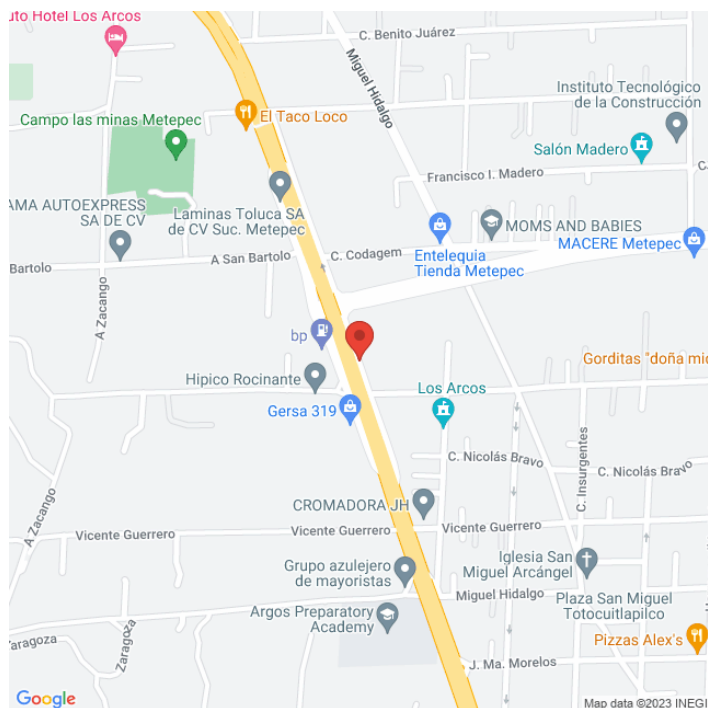 uto Hotel Los Arcos
C. Benito Juárez
Miguel Hidalgo
Instituto Tecnológico
de la Construcción
El Taco Loco
Campo las minas Metepec
Salón Madero
Francisco I. Madero
C.
AMA AUTOEXPRESS
SA DE CV
Laminas Toluca SA
de CV Suc. Metepec
MOMS AND BABIES
MACERE Metepec
Entelequia
Tienda Metepec
C. Codagem
A San Bartolo
Bartolo
A Zacango
bp
Gorditas "doña mic
Hipico Rocinante
Los Arcos
Gersa 319
C. Nicolás Bravo
C. Nicolás Bravo
C. Insurgentes
CROMADORA JH
A Zacango
Vicente Guerrero
Vicente Guerrero
Vicente Guerrero
Iglesia San
Miguel Arcángel
Grupo azulejero
de mayoristas
Miguel Hidalgo
Plaza San Miguel
Totocuitlapilco
Argos Preparatory
Academy
Zaragoza
Zaragoza
Pizzas Alex's
J. Ma. Morelos
Google
Map data ©2023 INEGI